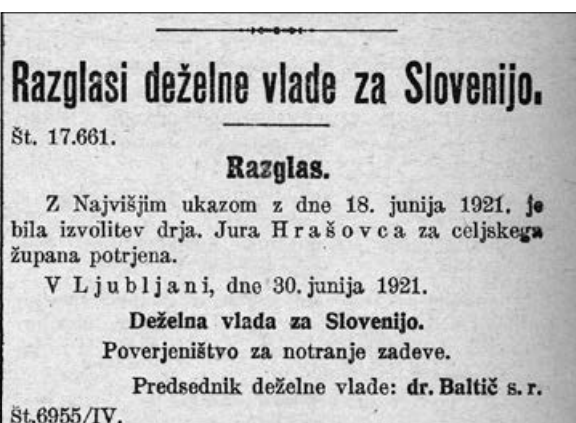 Razglasi deželne vlade za Slovenijo.
Št. 17.661.
Razglas.
Z Najvišjim ukazom z dne 18. junija 1921. je
bila izvolitev drja. Jura Hrašovca za celjskega
župana potrjena.
V Ljubljani, dne 30. junija 1921.
Deželna vlada za Slovenijo.
Poverjeništvo za notranje zadeve.
Predsednik deželne vlade: dr. Baltič s. r.
Št.6955/IV.